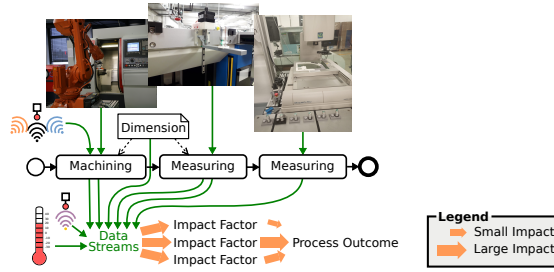 Dimension
Machining
Measuring
Measuring
Data
Streams
Impact Factor
Impact Factor
Impact Factor
Process Outcome
Legend
Small Impact
Large Impact